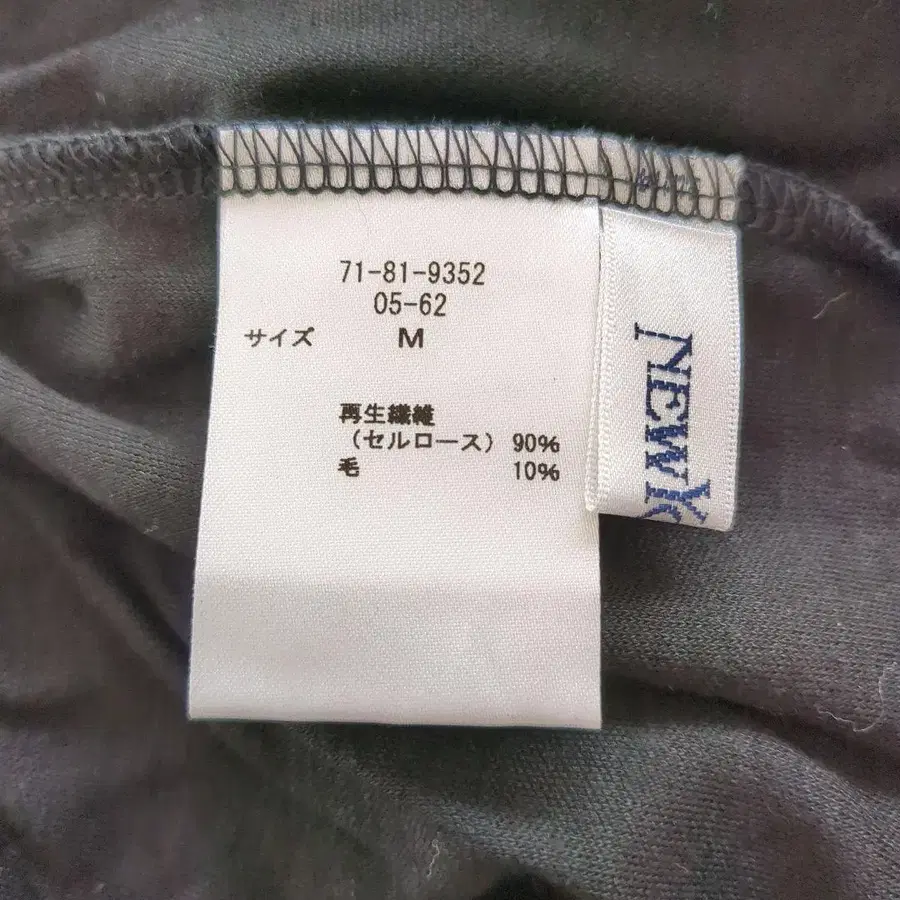 71-81-9352
05-62
サイズ M
再生繊維
(セルロース) 90%
毛 10%
NEWYO